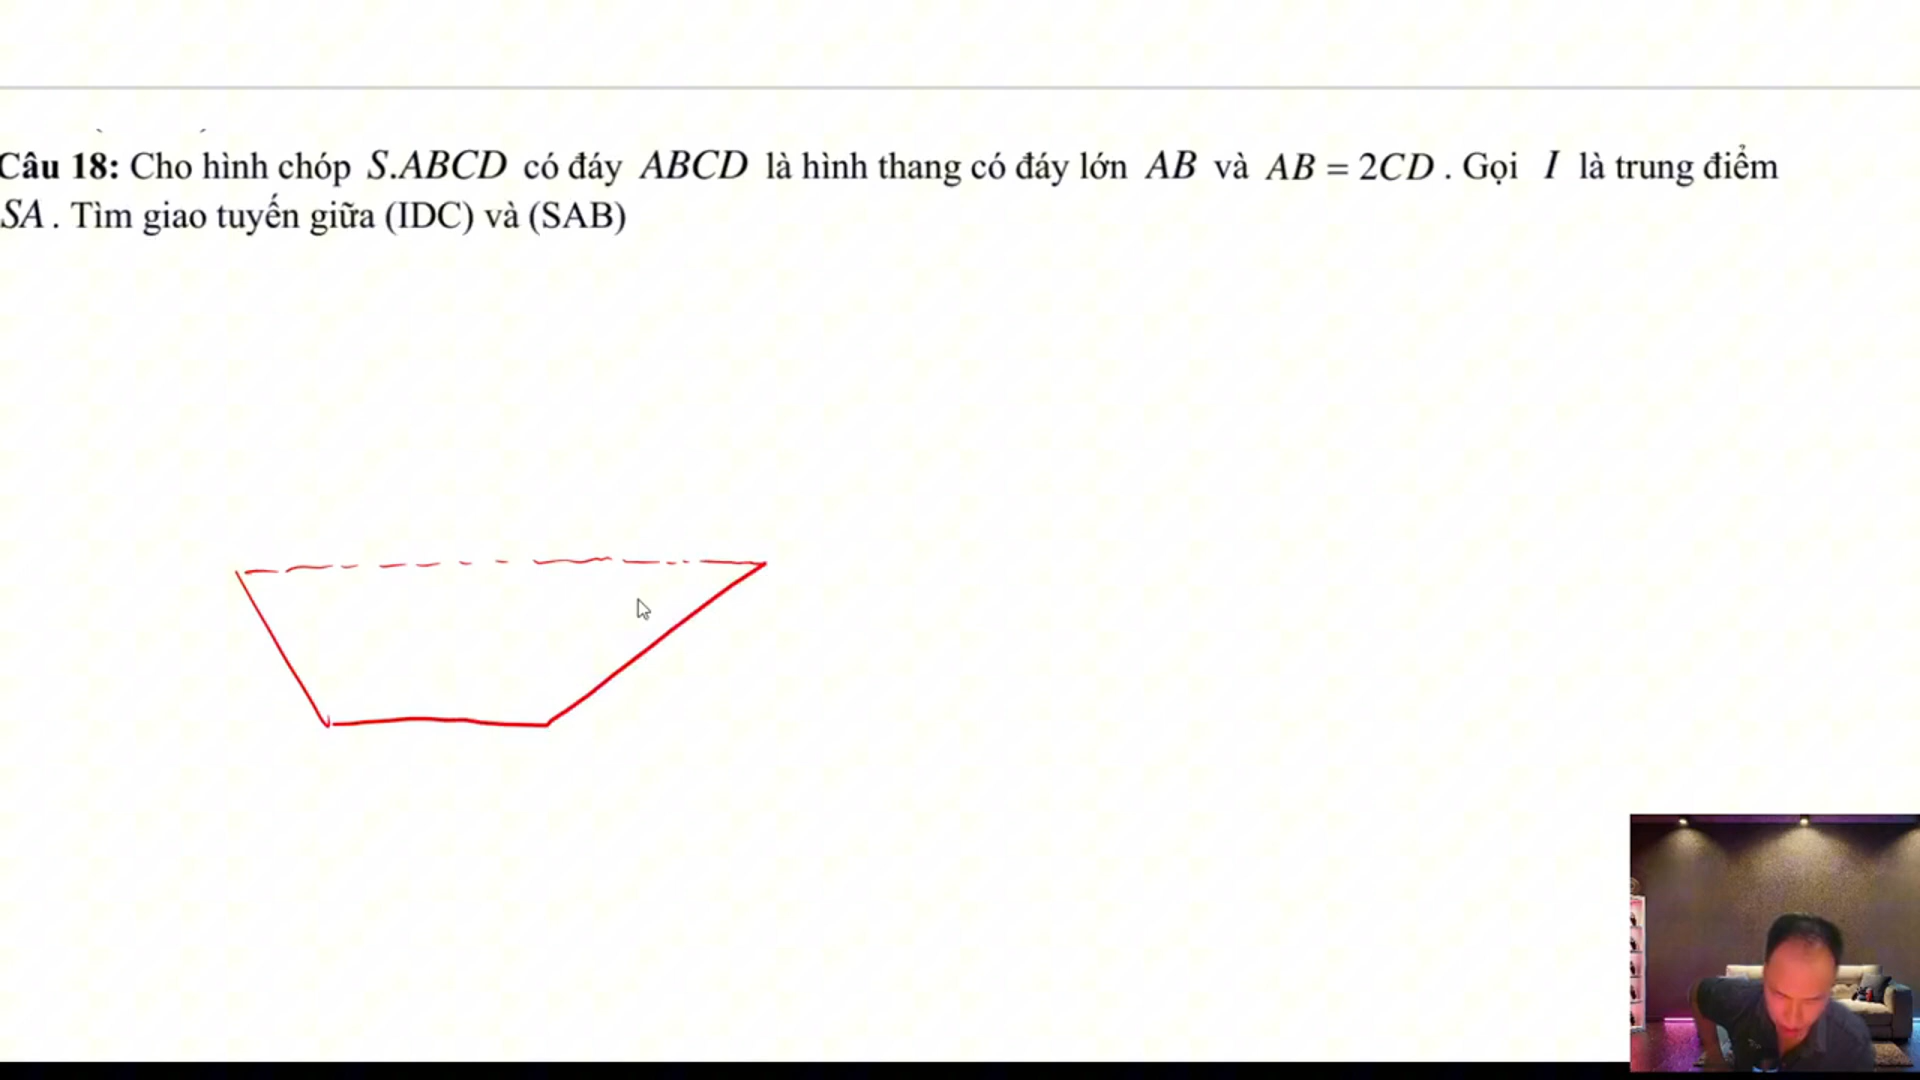 Câu 18: Cho hình chóp S.ABCD có đáy ABCD là hình thang có đáy lớn AB và AB = 2CD. Gọi I là trung điểm
SA. Tìm giao tuyến giữa (IDC) và (SAB)